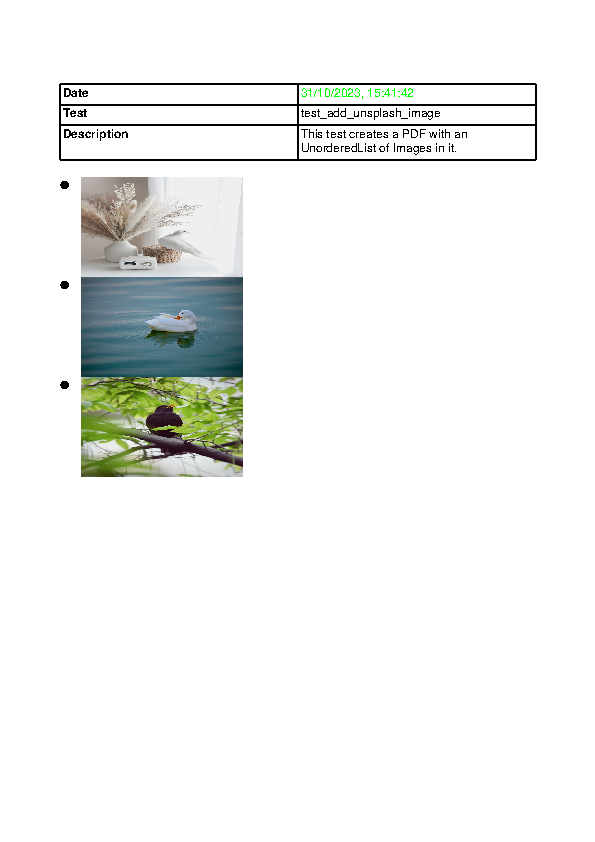 Date 31/10/2023, 15:41:42
Test test_add_unsplash_image
Description This test creates a PDF with an
UnorderedList of Images in it.